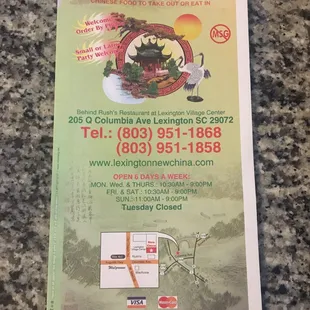 CHINESE FOOD TO TAKE OUT OR EAT IN
Welcome
Order By
MSG
Small or Large
Party Welcome
Behind Rush's Restaurant at Lexington Village Center
205 Q Columbia Ave Lexington SC 29072
Tel.: (803) 951-1868
(803) 951-1858
www.lexingtonnewchina.com
OPEN 6 DAYS A WEEK:
MON. Wed. & THURS.: 10:30AM - 9:00PM
FRI. & SAT.: 10:30AM - 9:30PM
SUN.: 11:00AM - 9:00PM
Tuesday Closed
VISA
MasterCard